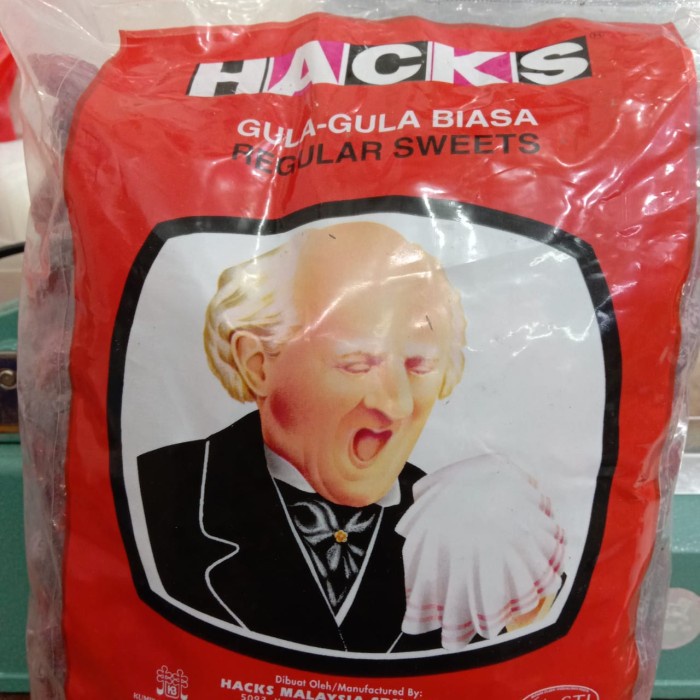 HACKS
GULA-GULA BIASA
REGULAR SWEETS
Dibuat Oleh/Manufactured By:
HACKS MALAYSIA